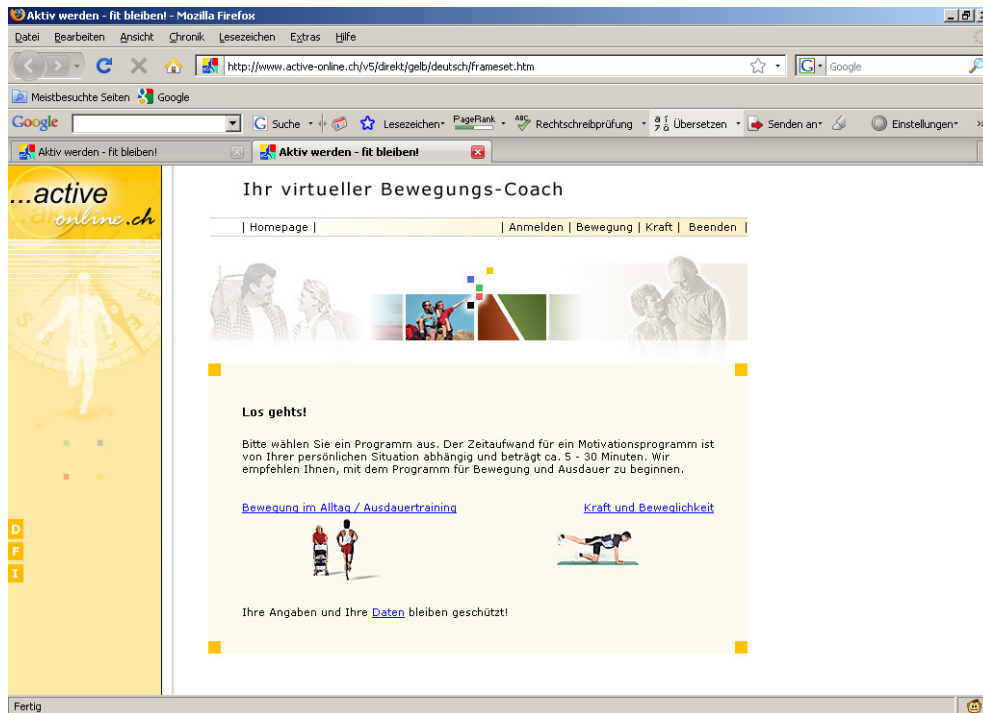 Aktiv werden - fit bleiben! - Mozilla Firefox
Datei Bearbeiten Ansicht Chronik Lesezeichen Extras Hilfe
http://www.active-online.ch/v5/direkt/gelb/deutsch/frameset.htm
G Google
Meistbesuchte Seiten Google
Google G Suche Lesezeichen PageRank ABC Rechtschreibprüfung Übersetzen Senden an Einstellungen »
Aktiv werden - fit bleiben! Aktiv werden - fit bleiben!
...active
online.ch
Ihr virtueller Bewegungs-Coach
| Homepage | | Anmelden | Bewegung | Kraft | Beenden |
Los gehts!
Bitte wählen Sie ein Programm aus. Der Zeitaufwand für ein Motivationsprogramm ist
von Ihrer persönlichen Situation abhängig und beträgt ca. 5 - 30 Minuten. Wir
empfehlen Ihnen, mit dem Programm für Bewegung und Ausdauer zu beginnen.
Bewegung im Alltag / Ausdauertraining Kraft und Beweglichkeit
D
F
I
Ihre Angaben und Ihre Daten bleiben geschützt!
Fertig